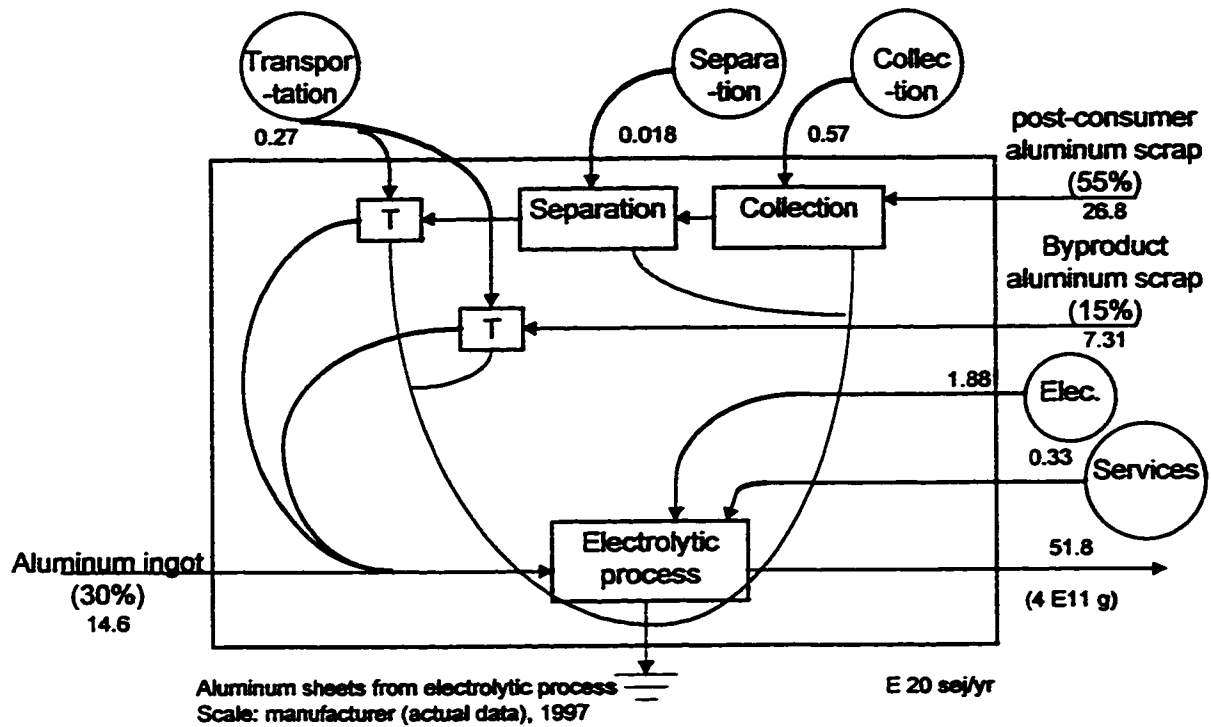 Transpor
-tation
0.27
Separa
-tion
0.018
Collec
-tion
0.57
post-consumer
aluminum scrap
(55%)
26.8
T
Separation
Collection
Byproduct
aluminum scrap
(15%)
7.31
T
1.88
Elec.
0.33
Services
Electrolytic
process
51.8
(4 E11 g)
Aluminum ingot
(30%)
14.6
Aluminum sheets from electrolytic process
Scale: manufacturer (actual data), 1997
E 20 sej/yr